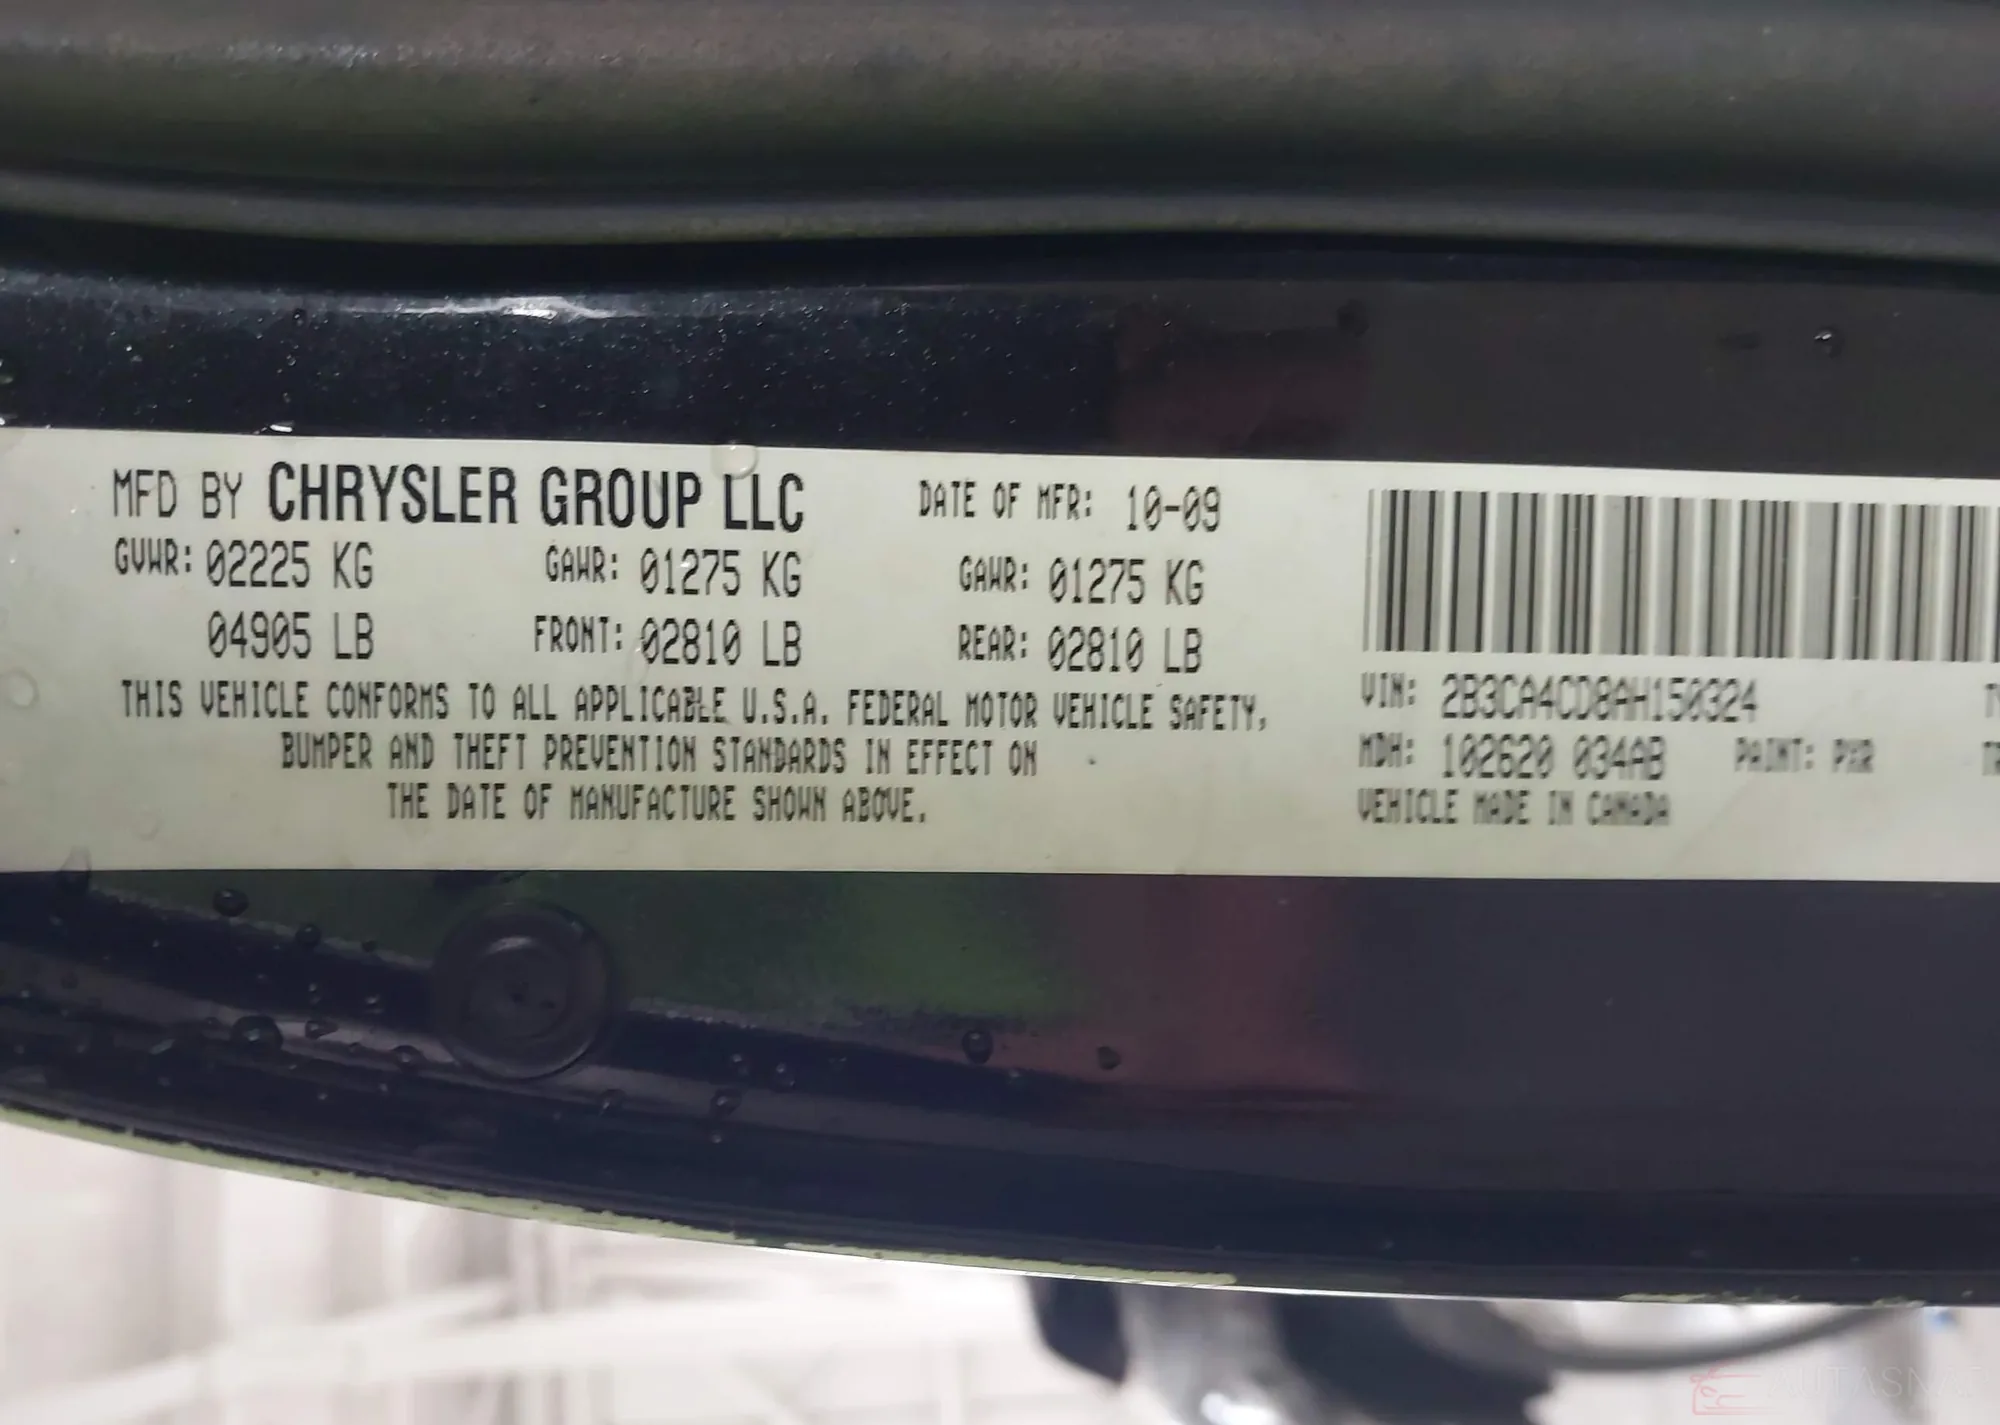 MFD BY CHRYSLER GROUP LLC DATE OF MFR: 10-09
GVWR: 02225 KG GAWR: 01275 KG GAWR: 01275 KG
04905 LB FRONT: 02810 LB REAR: 02810 LB
THIS VEHICLE CONFORMS TO ALL APPLICABLE U.S.A. FEDERAL MOTOR VEHICLE SAFETY,
BUMPER AND THEFT PREVENTION STANDARDS IN EFFECT ON
THE DATE OF MANUFACTURE SHOWN ABOVE.
VIN: 2B3CA4CD8AH150324
MDH: 102620 034AB PAINT: PXR
VEHICLE MADE IN CANADA